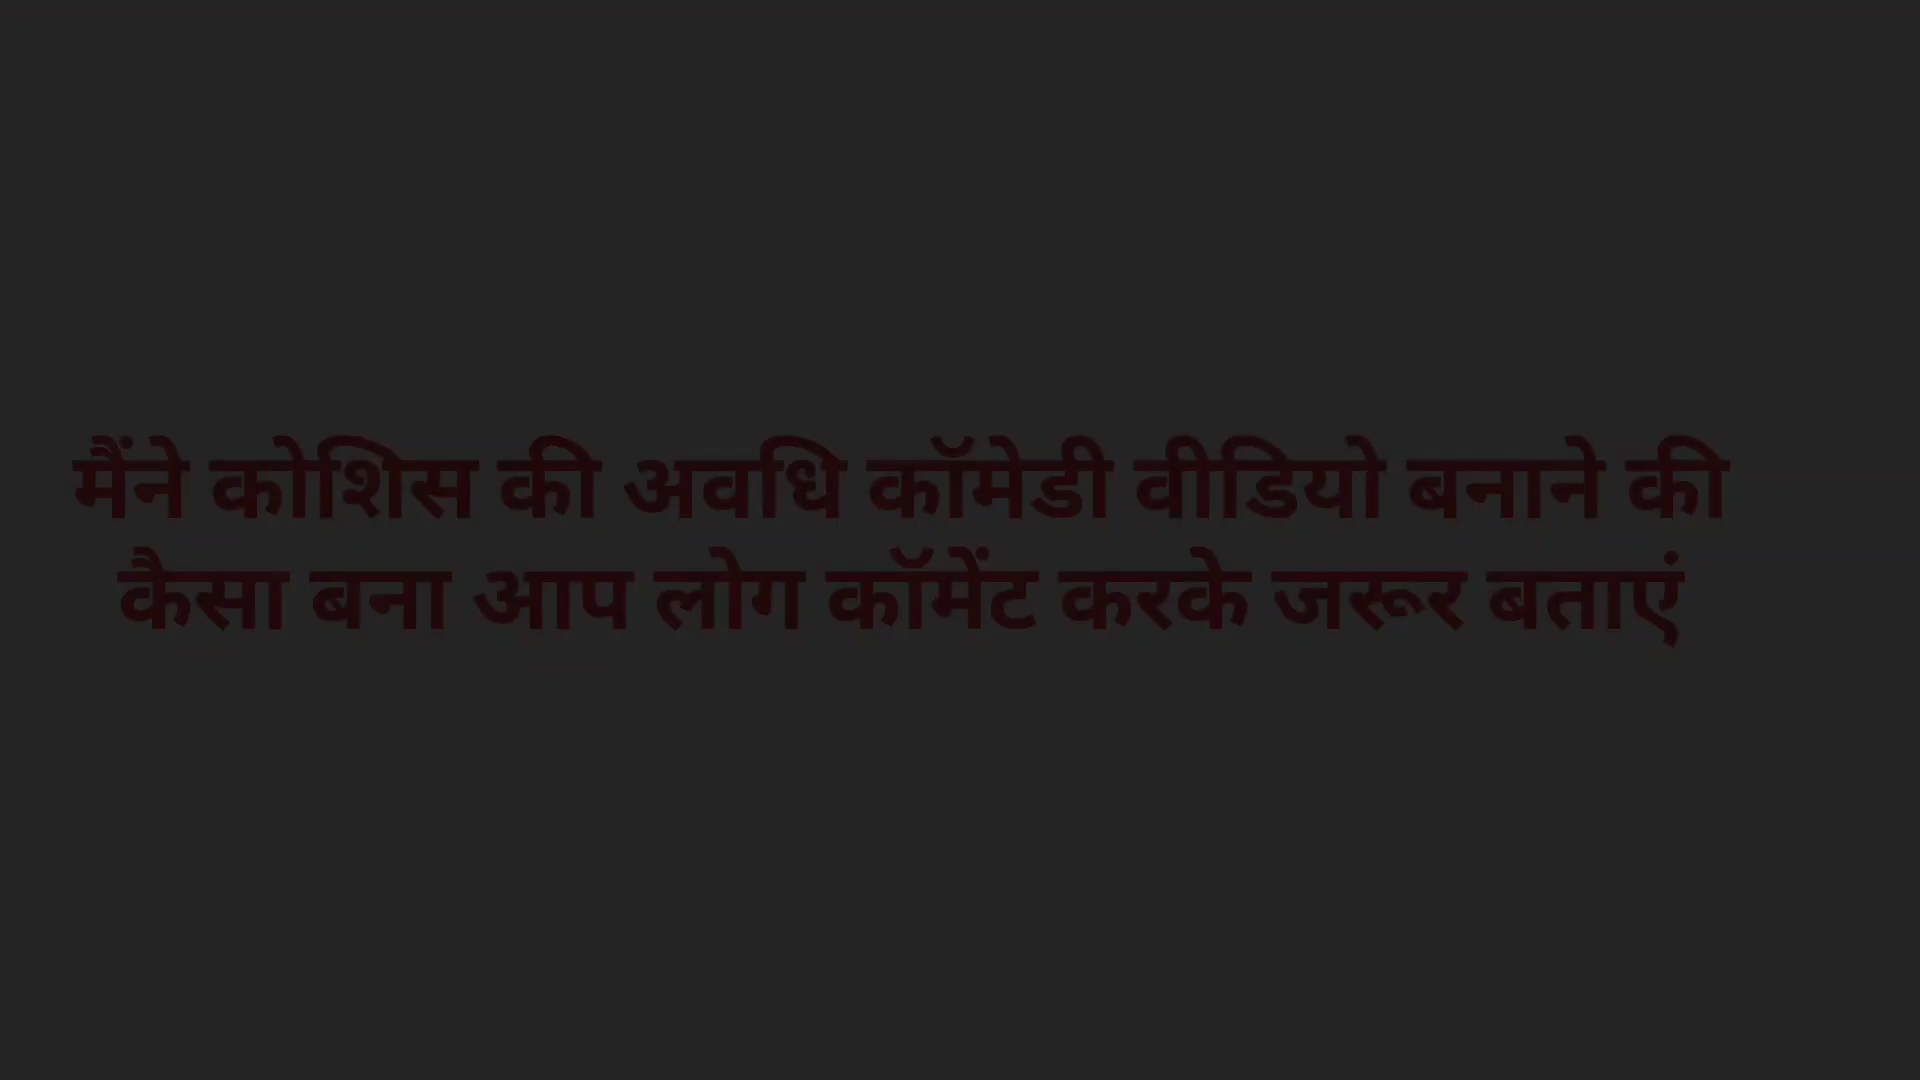 मैंने कोशिस की अवधि कॉमेडी वीडियो बनाने की
कैसा बना आप लोग कॉमेंट करके जरूर बताएं